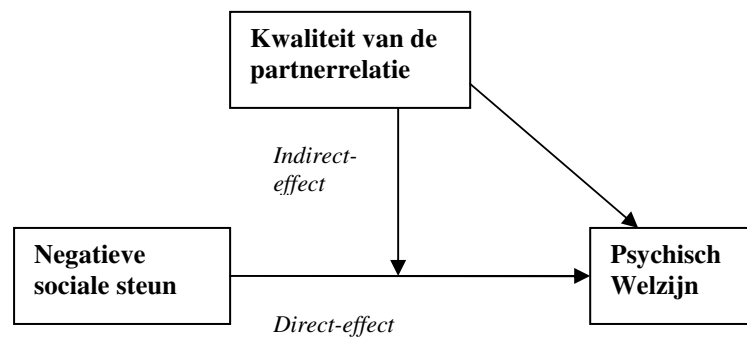 Kwaliteit van de
partnerrelatie
Indirect-
effect
Negatieve
sociale steun
Psychisch
Welzijn
Direct-effect